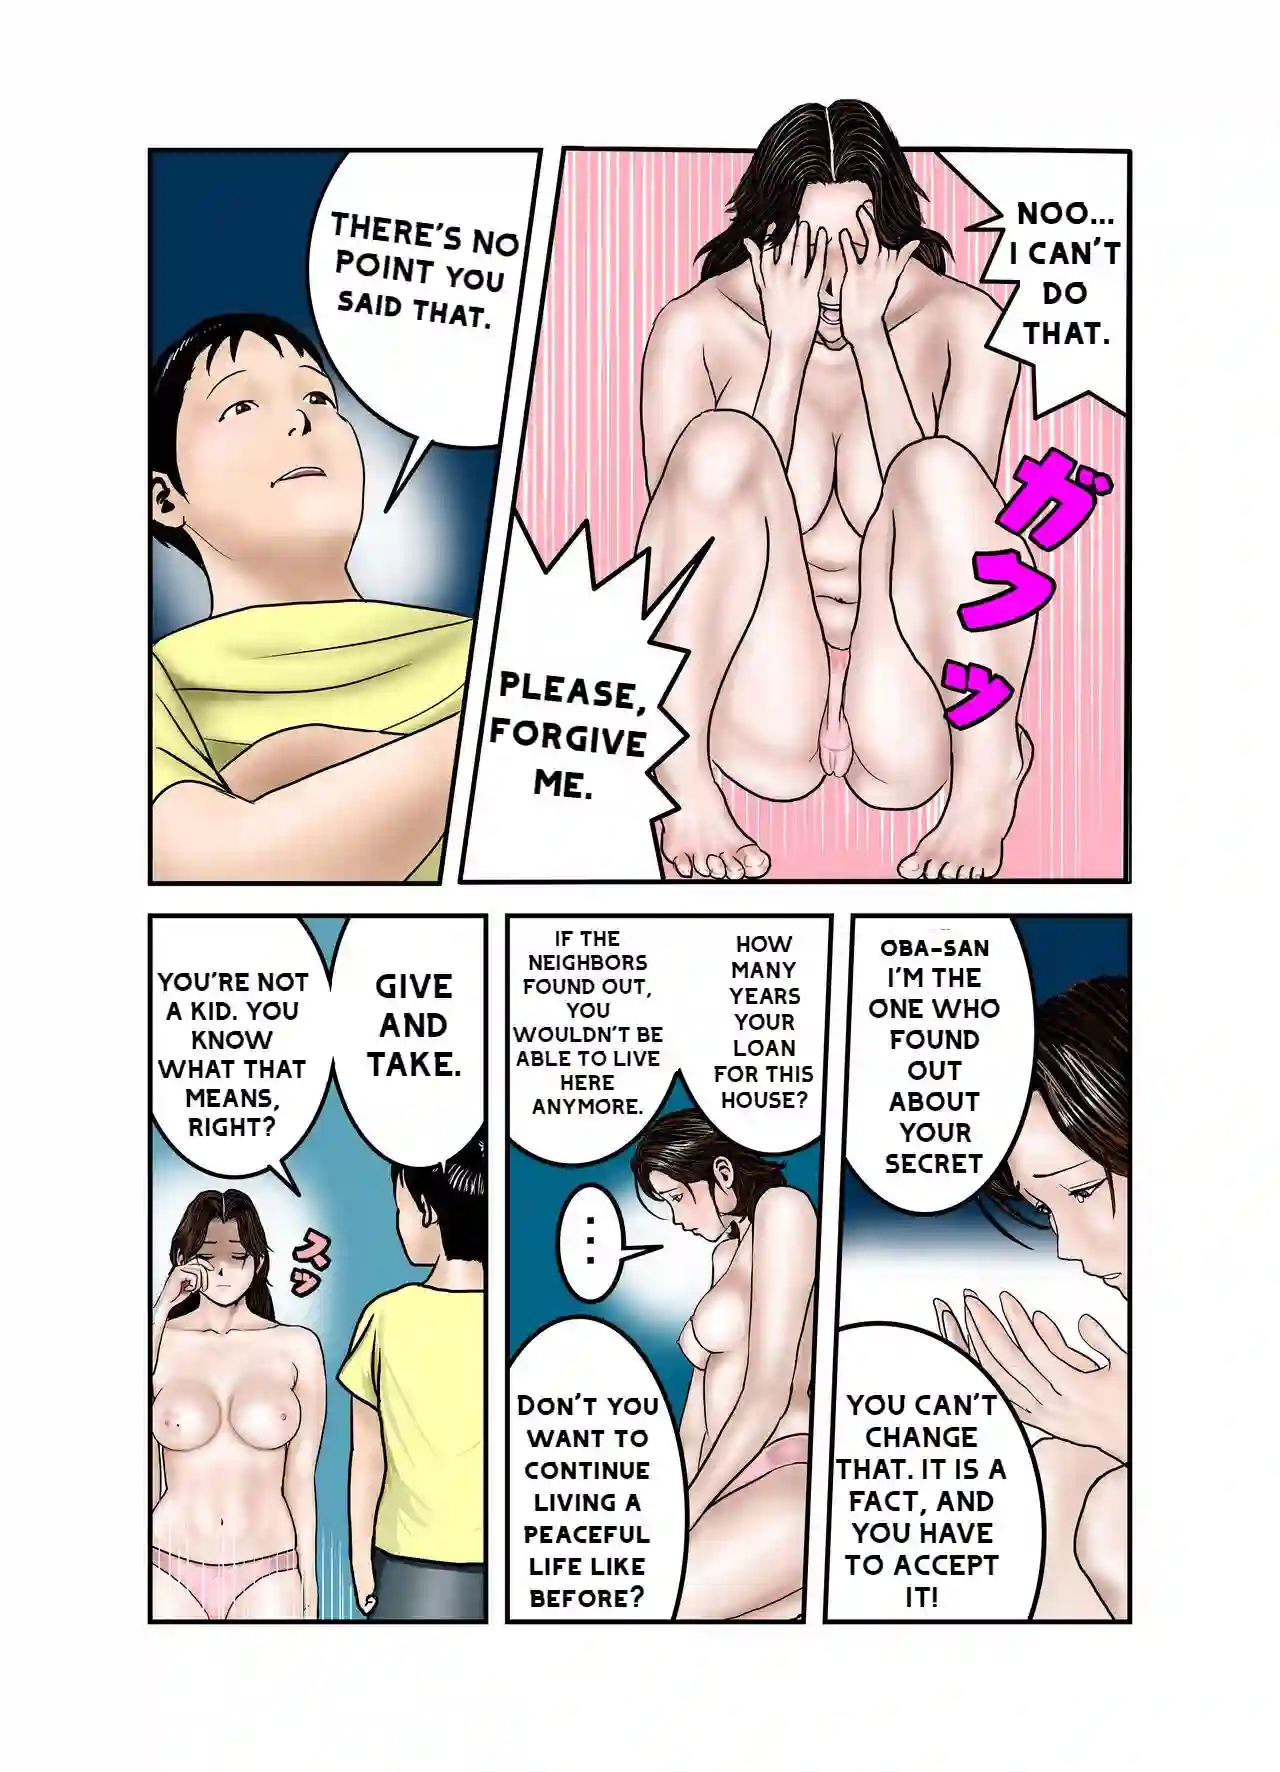 NOO...
I CAN'T
DO
THAT.
PLEASE,
FORGIVE
ME.
THERE'S NO
POINT YOU
SAID THAT.
OBA-SAN
I'M THE
ONE WHO
FOUND
OUT
ABOUT
YOUR
SECRET
YOU CAN'T
CHANGE
THAT. IT IS A
FACT, AND
YOU HAVE
TO ACCEPT
IT!
HOW
MANY
YEARS
YOUR
LOAN
FOR THIS
HOUSE?
IF THE
NEIGHBORS
FOUND OUT,
YOU
WOULDN'T BE
ABLE TO LIVE
HERE
ANYMORE.
...
DON'T YOU
WANT TO
CONTINUE
LIVING A
PEACEFUL
LIFE LIKE
BEFORE?
GIVE
AND
TAKE.
YOU'RE NOT
A KID. YOU
KNOW
WHAT THAT
MEANS,
RIGHT?
スッ